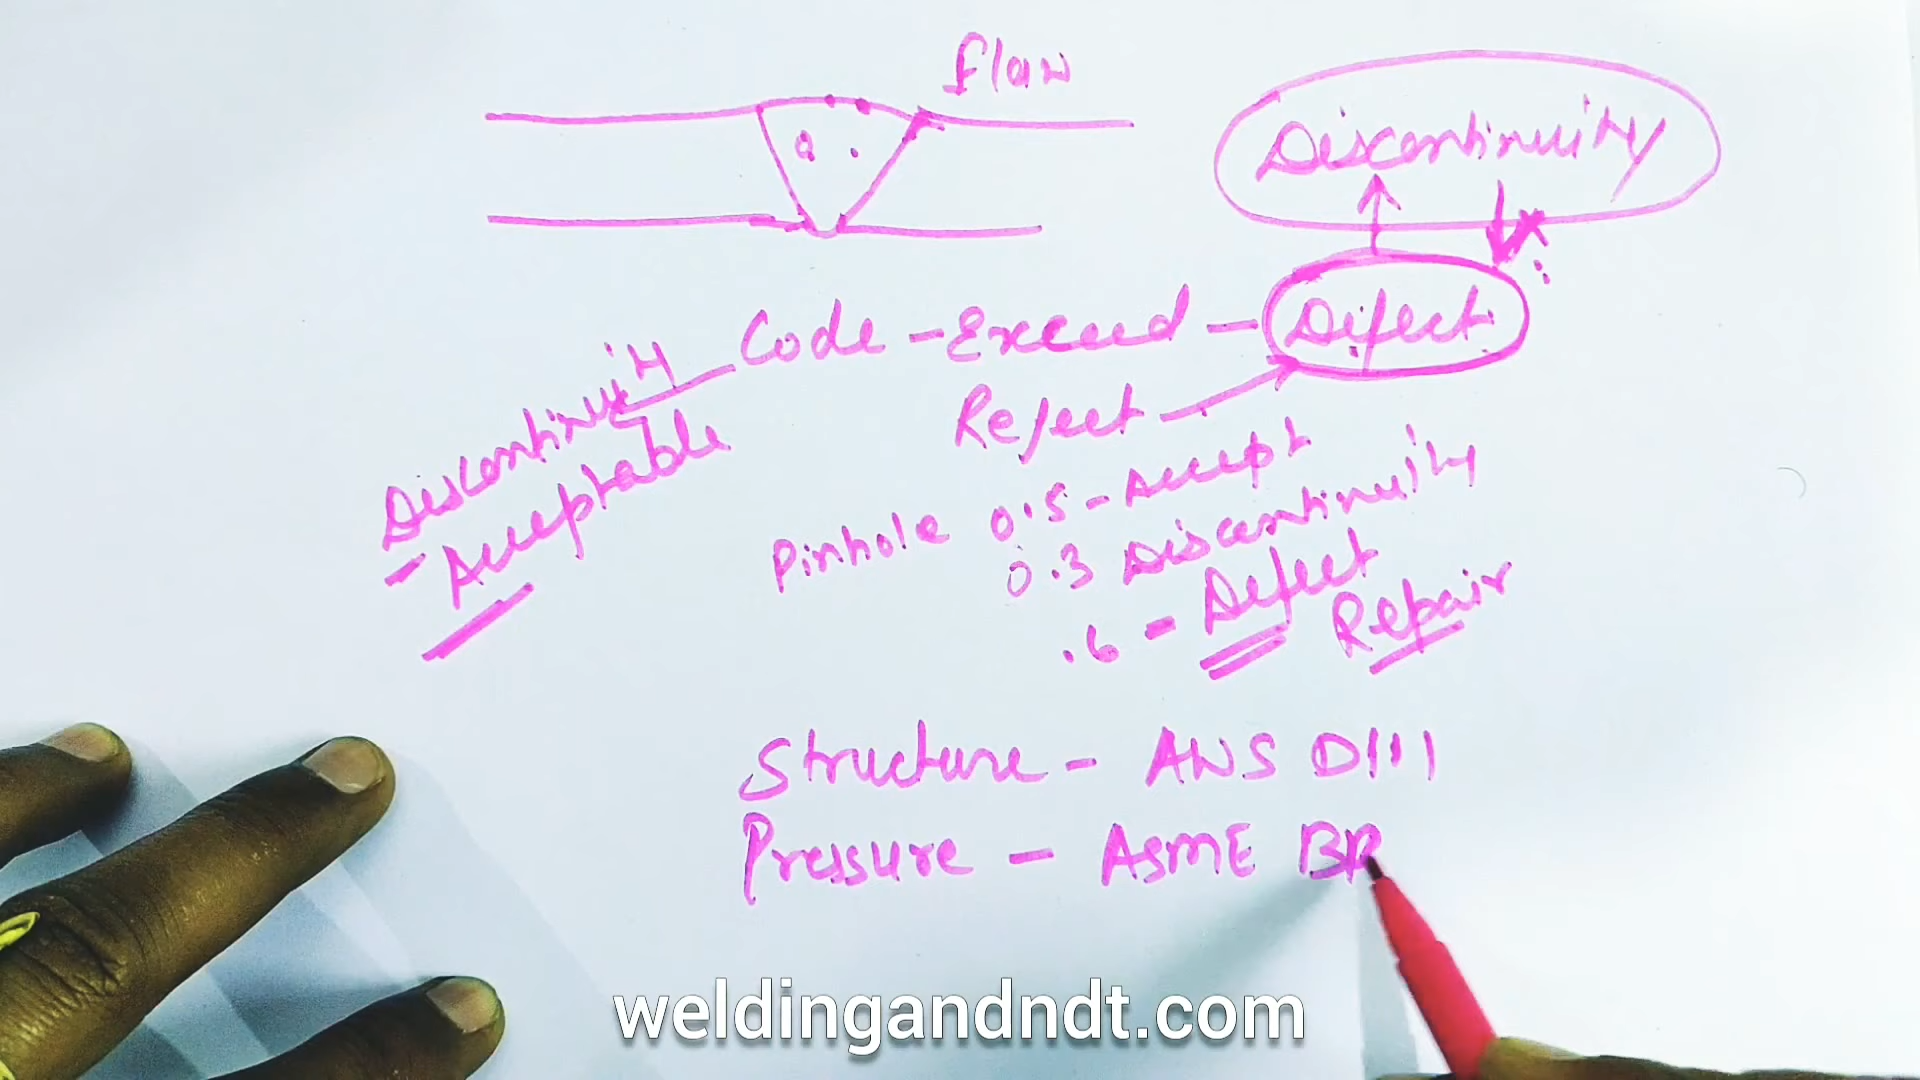 flaw
Discontinuity
Code - Exceed - Defect
Discontinuity
- Acceptable
Reject
Pinhole 0.5 - Accept
0.3 Discontinuity
.6 - Defect
Repair
Structure - AWS D1.1
Pressure - ASME BP
weldingandndt.com